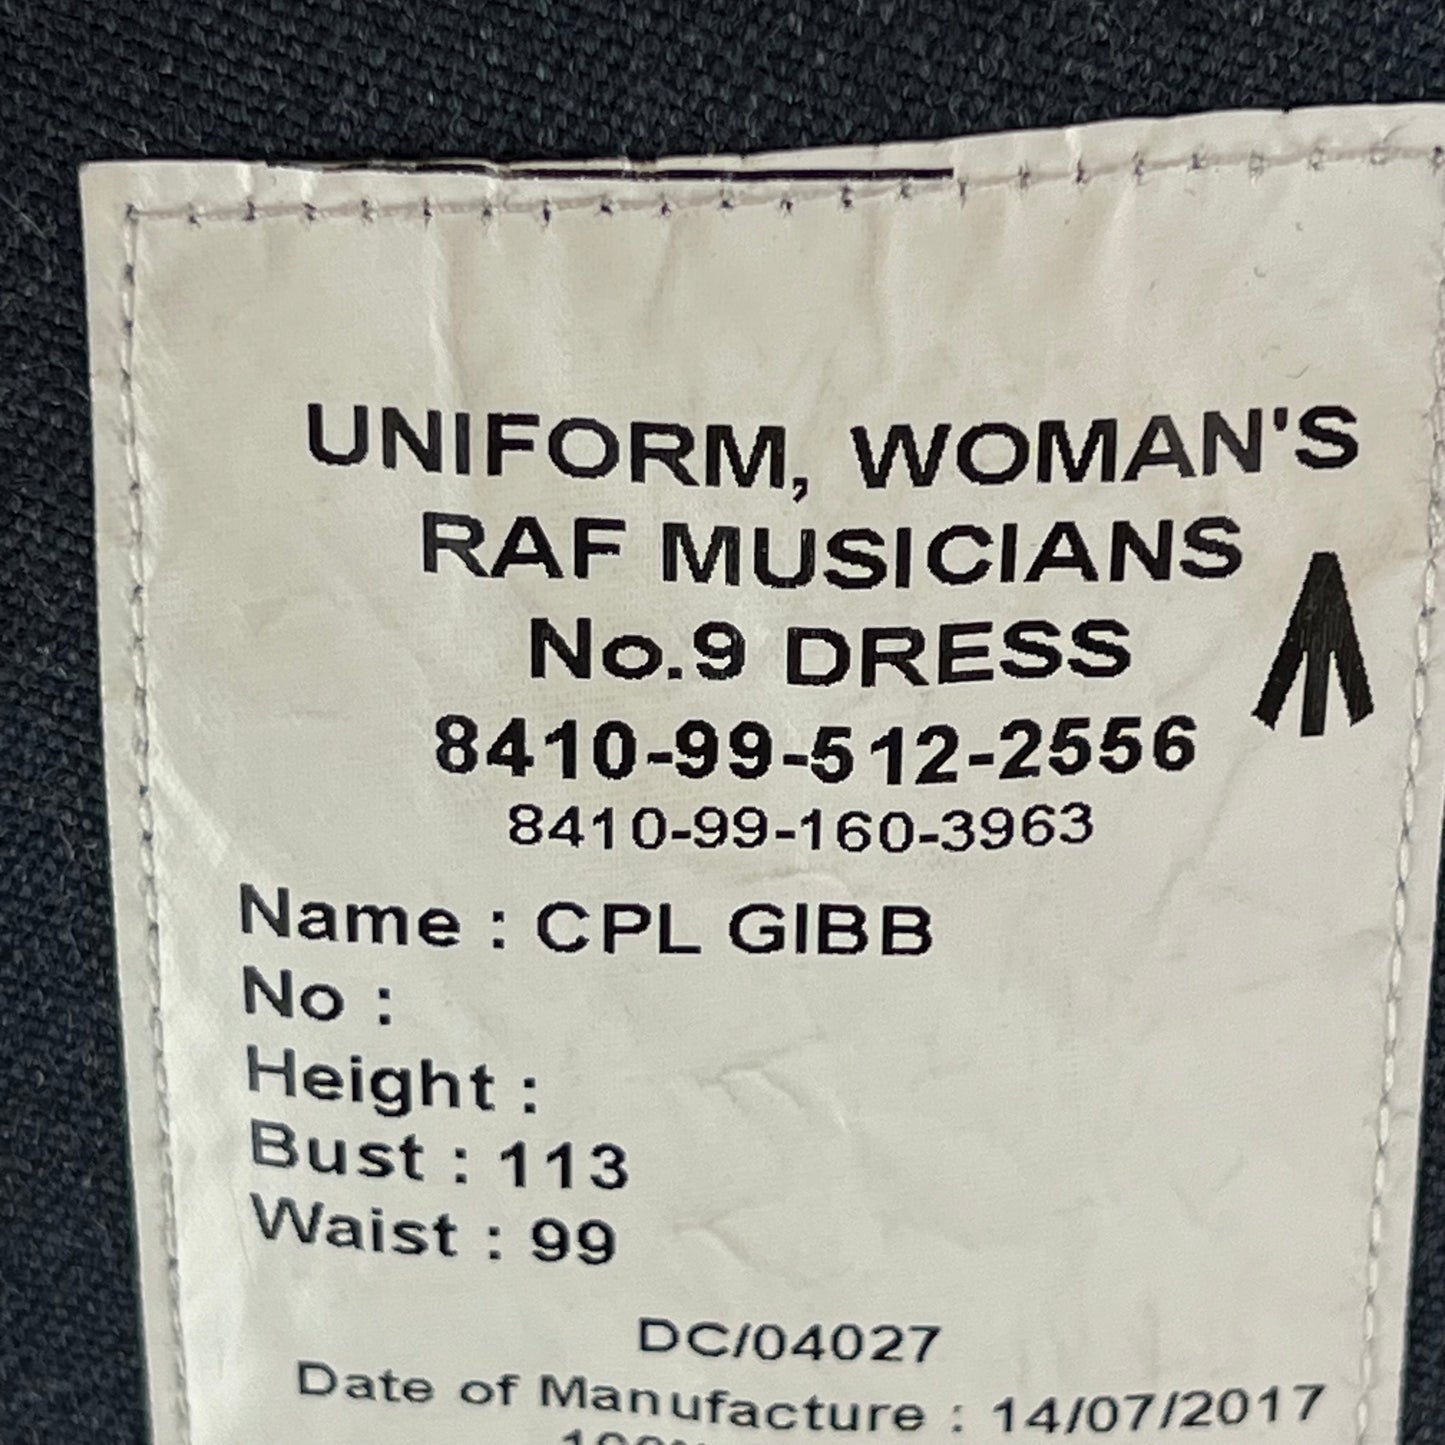 UNIFORM, WOMAN'S
RAF MUSICIANS
No.9 DRESS
8410-99-512-2556
8410-99-160-3963
Name : CPL GIBB
No :
Height :
Bust : 113
Waist : 99
DC/04027
Date of Manufacture : 14/07/2017